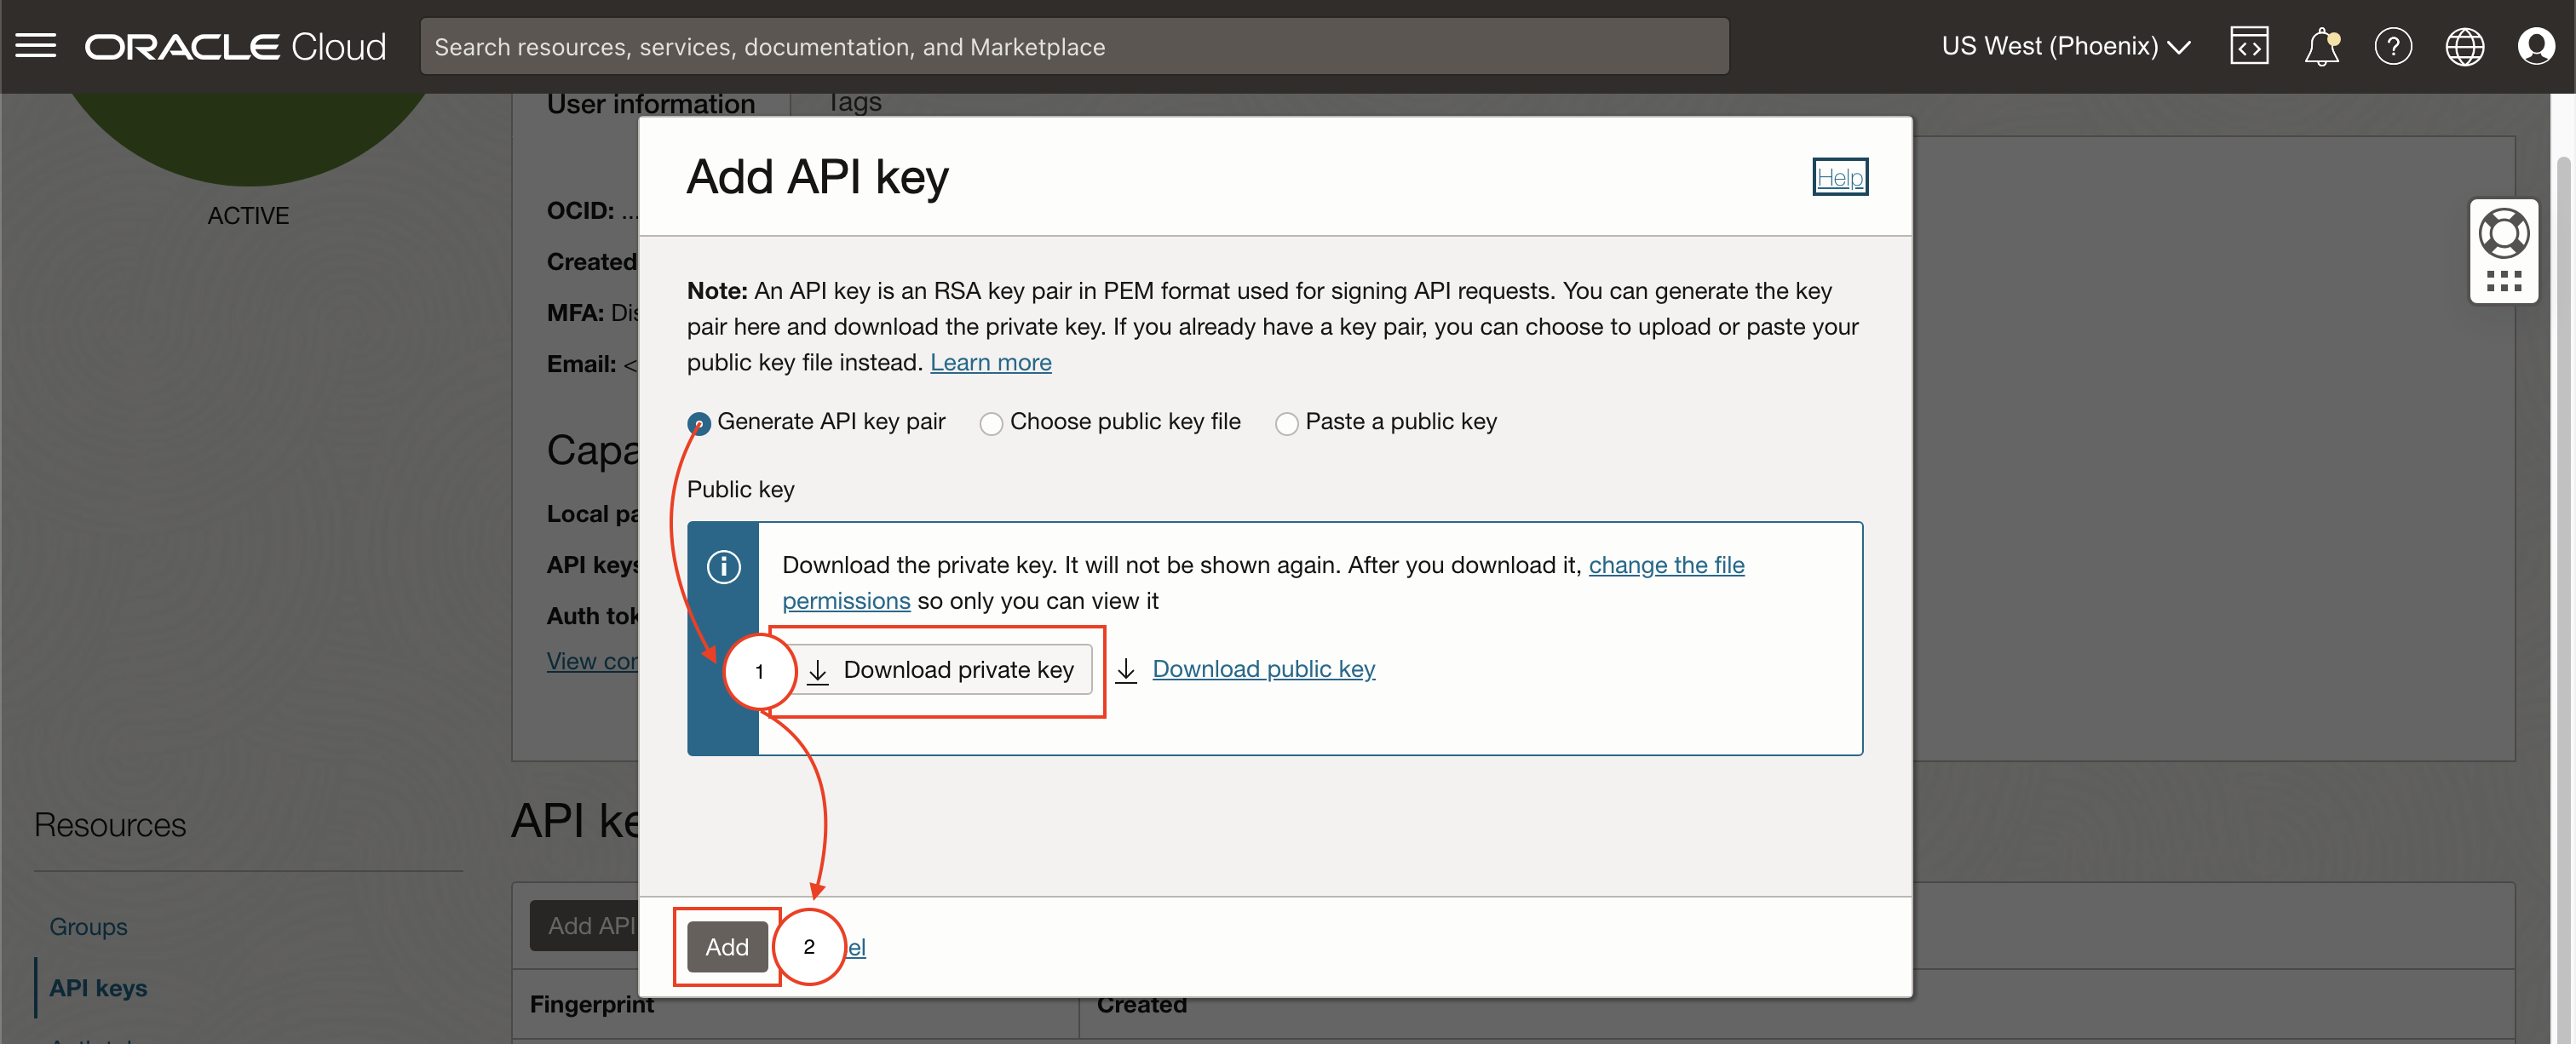 ORACLE Cloud
Search resources, services, documentation, and Marketplace
US West (Phoenix)
User information
Tags
ACTIVE
OCID: ...
Created
MFA:
Email: <
Local
API keys
Auth
View
Resources
Groups
API keys
API
Add API
Fingerprint
Created
Add API key
Help
Note: An API key is an RSA key pair in PEM format used for signing API requests. You can generate the key
pair here and download the private key. If you already have a key pair, you can choose to upload or paste your
public key file instead. Learn more
Generate API key pair
Choose public key file
Paste a public key
Public key
Download the private key. It will not be shown again. After you download it, change the file
permissions so only you can view it
1
Download private key
Download public key
Add
2
el